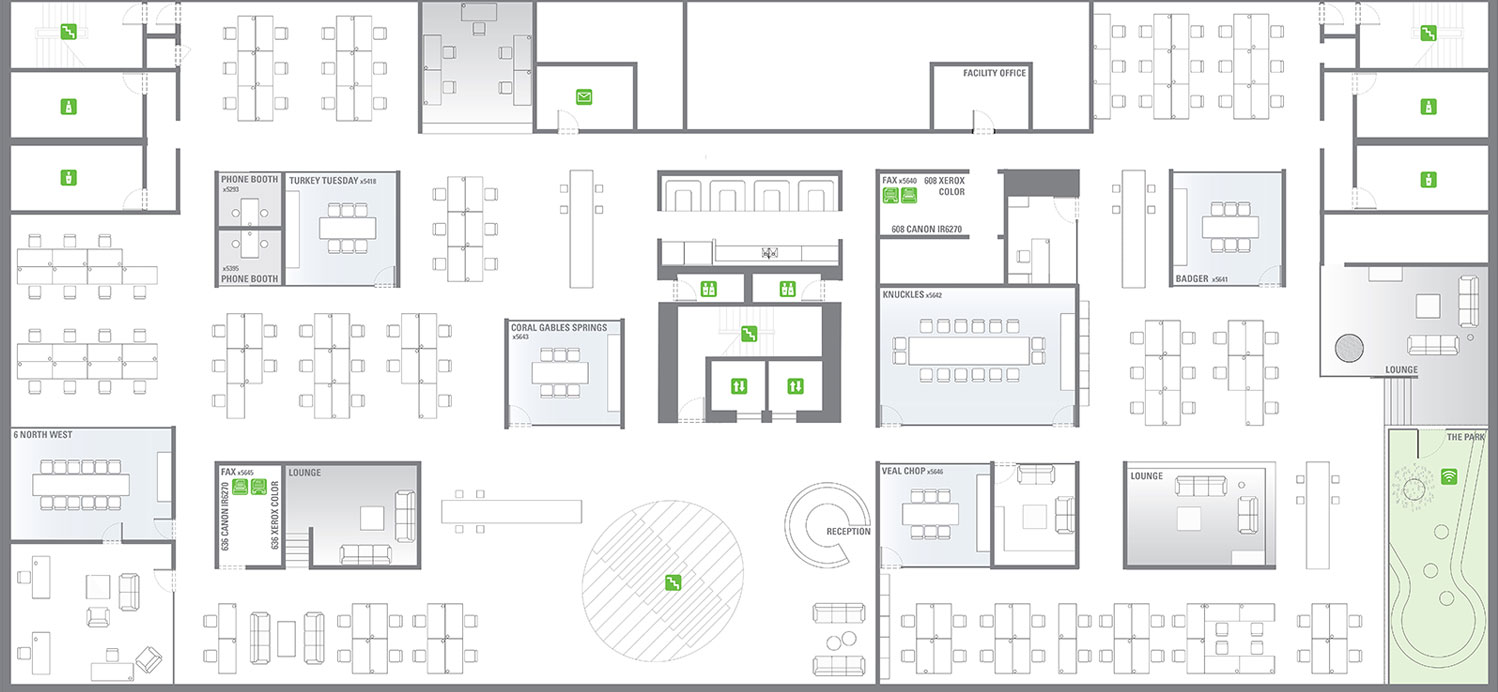 FACILITY OFFICE
PHONE BOOTH
x5293
TURKEY TUESDAY x5418
FAX x5640
608 XEROX
COLOR
608 CANON IR6270
x5395
PHONE BOOTH
BADGER x5641
KNUCKLES x5642
CORAL GABLES SPRINGS
x5643
LOUNGE
6 NORTH WEST
THE PARK
FAX x5645
636 CANON IR6270
636 XEROX COLOR
LOUNGE
VEAL CHOP x5646
LOUNGE
RECEPTION